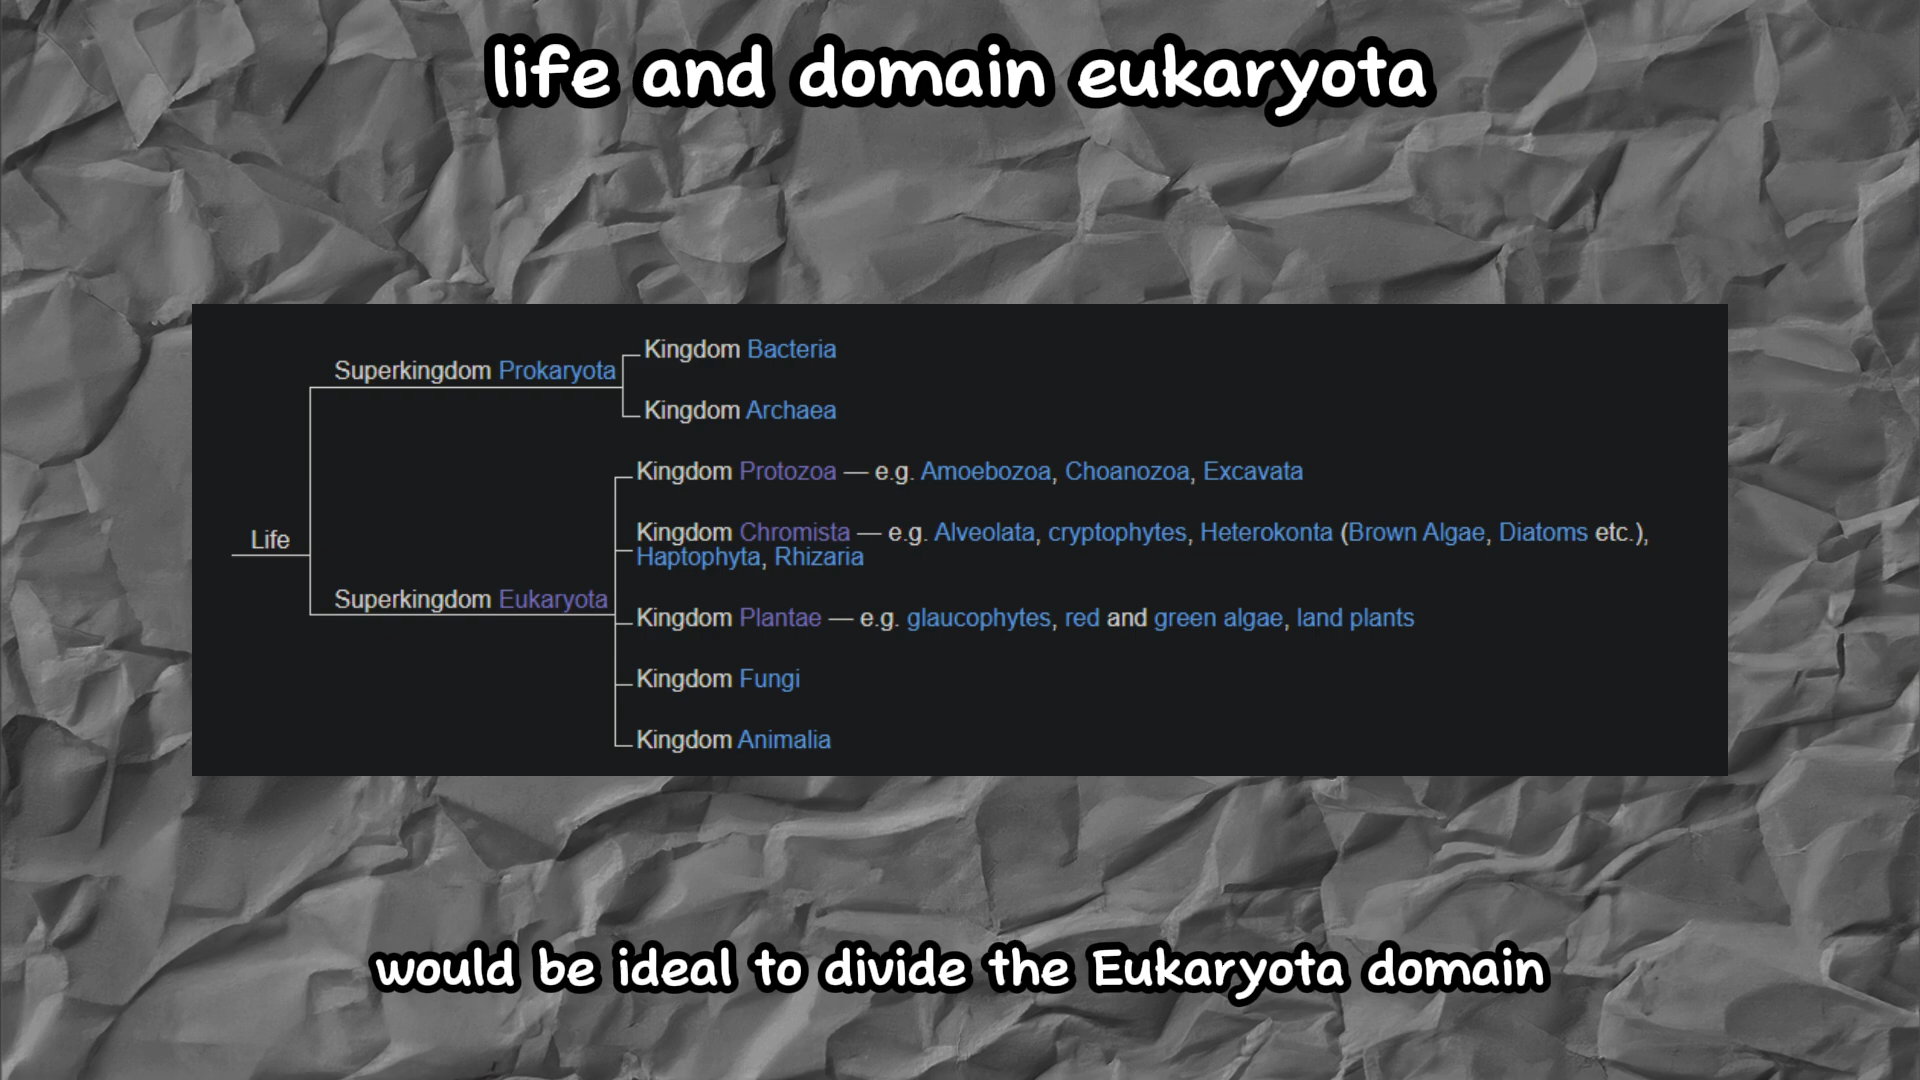 life and domain eukaryota
Kingdom Bacteria
Superkingdom Prokaryota
Kingdom Archaea
Kingdom Protozoa — e.g. Amoebozoa, Choanozoa, Excavata
Kingdom Chromista — e.g. Alveolata, cryptophytes, Heterokonta (Brown Algae, Diatoms etc.),
Haptophyta, Rhizaria
Life
Superkingdom Eukaryota
Kingdom Plantae — e.g. glaucophytes, red and green algae, land plants
Kingdom Fungi
Kingdom Animalia
would be ideal to divide the Eukaryota domain